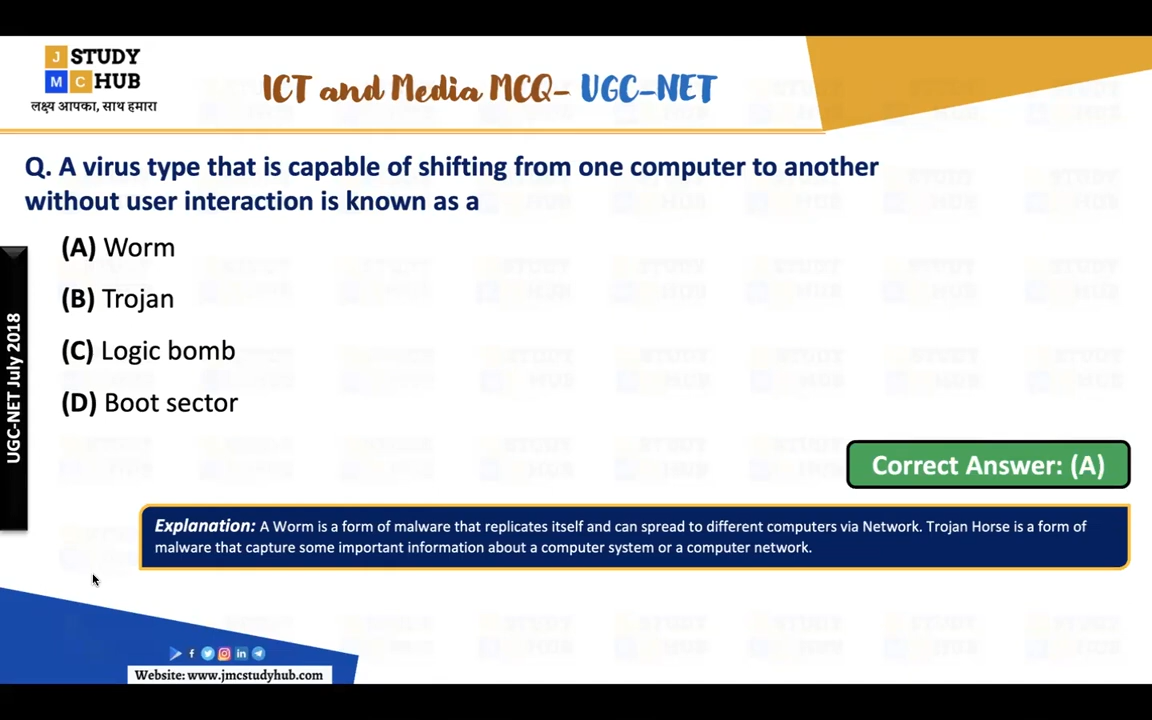 J STUDY
M C HUB
लक्ष्य आपका, साथ हमारा
ICT and Media MCQ- UGC-NET
Q. A virus type that is capable of shifting from one computer to another
without user interaction is known as a
(A) Worm
(B) Trojan
(C) Logic bomb
(D) Boot sector
UGC-NET July 2018
Correct Answer: (A)
Explanation: A Worm is a form of malware that replicates itself and can spread to different computers via Network. Trojan Horse is a form of
malware that capture some important information about a computer system or a computer network.
Website: www.jmcstudyhub.com